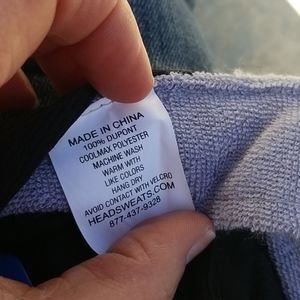 MADE IN CHINA
100% DUPONT
COOLMAX POLYESTER
MACHINE WASH
WARM WITH
LIKE COLORS
HANG DRY
AVOID CONTACT WITH VELCRO
HEADSWEATS.COM
877-437-9328